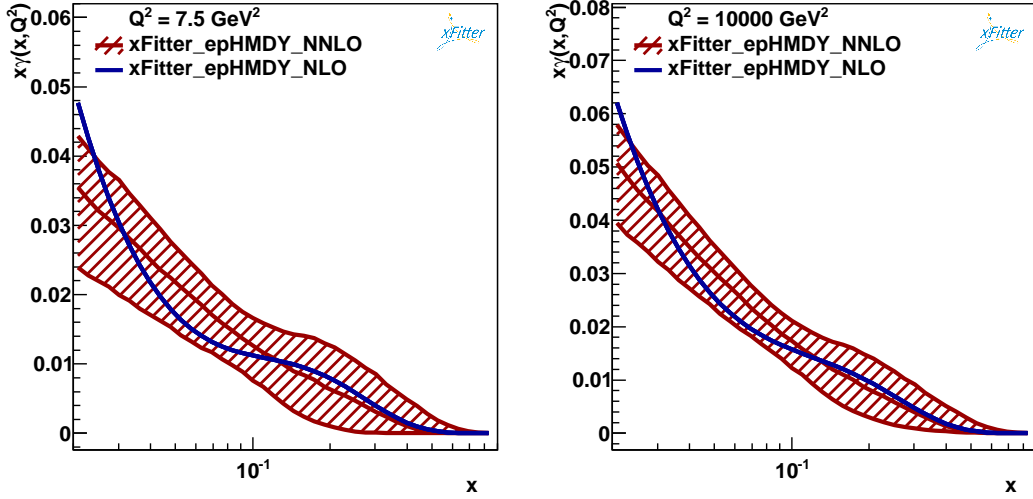 Q² = 7.5 GeV²
xFitter_epHMDY_NNLO
xFitter_epHMDY_NLO
xFitter
xγ(x,Q²)
0.06
0.05
0.04
0.03
0.02
0.01
0
10⁻¹
x
Q² = 10000 GeV²
xFitter_epHMDY_NNLO
xFitter_epHMDY_NLO
xFitter
xγ(x,Q²)
0.08
0.07
0.06
0.05
0.04
0.03
0.02
0.01
0
10⁻¹
x